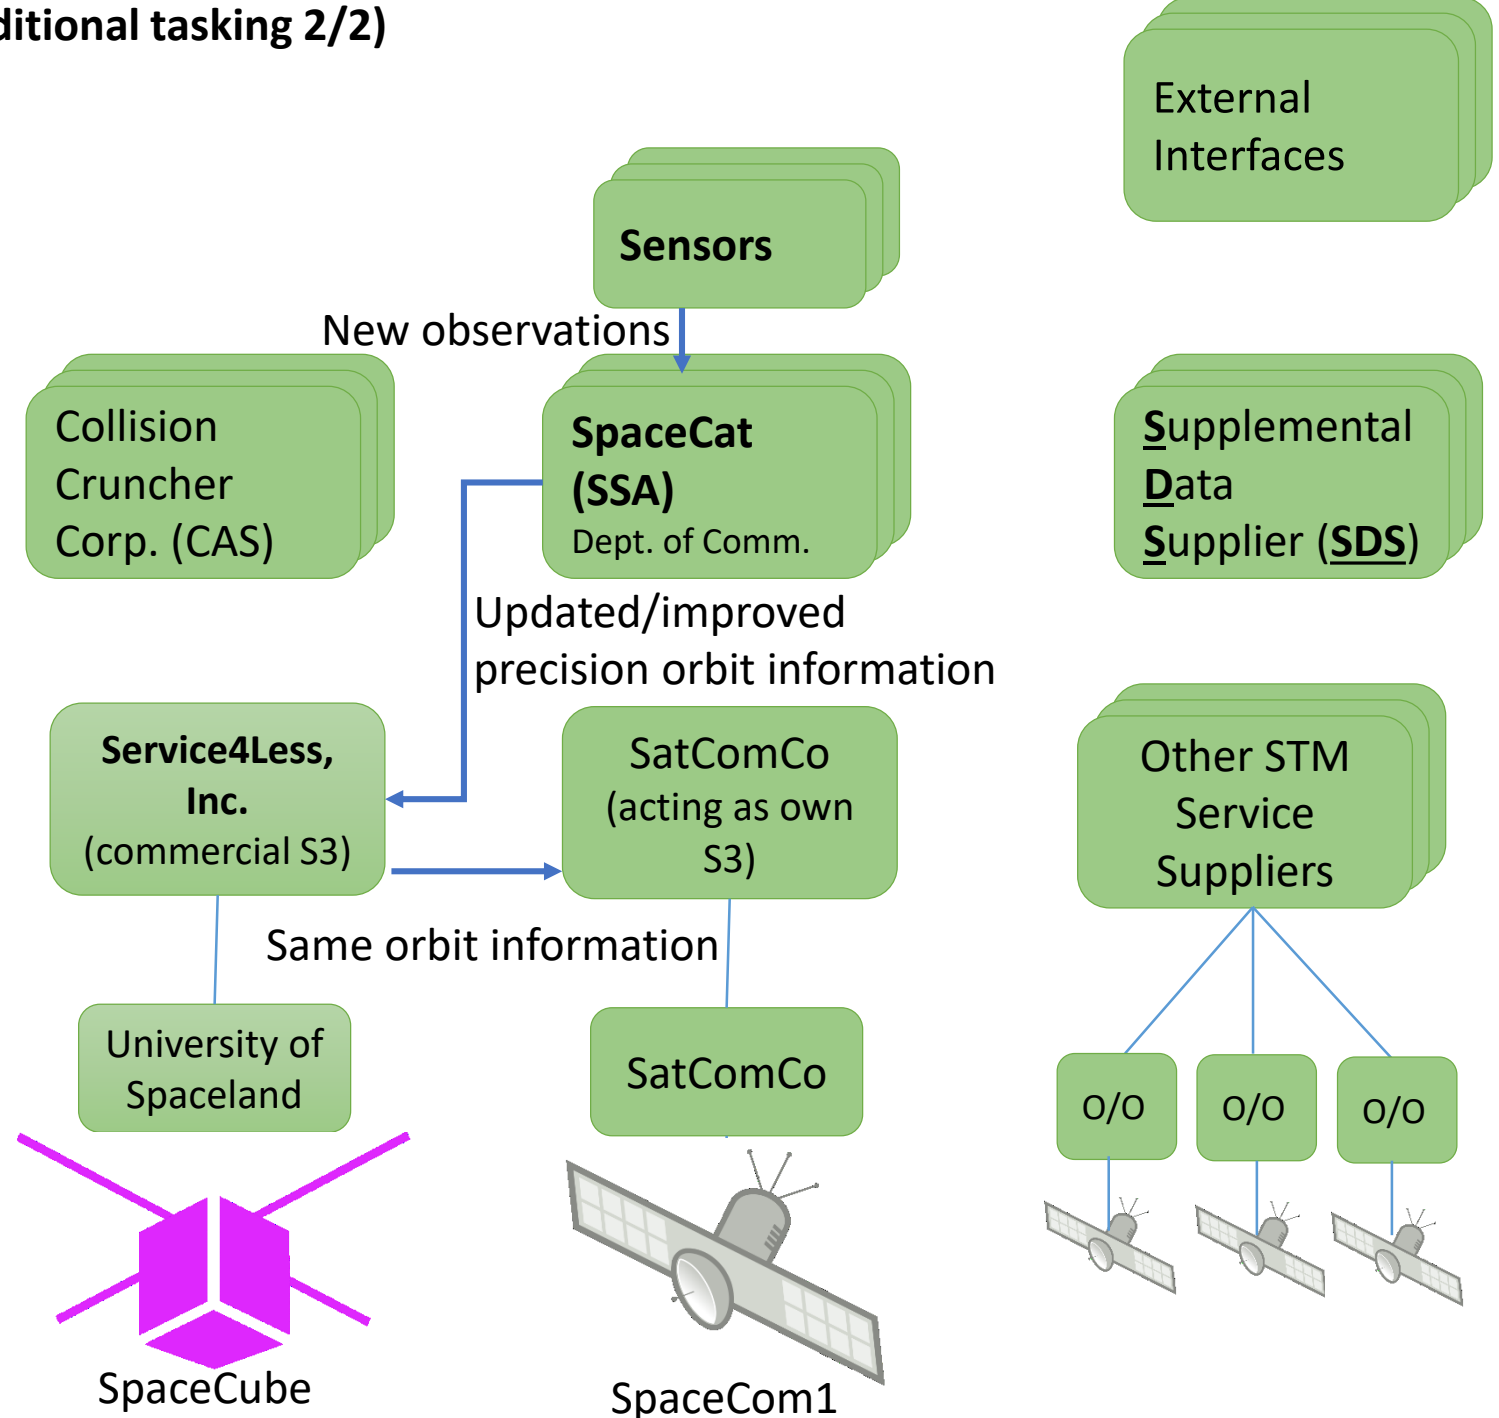 ditional tasking 2/2)
External
Interfaces
Sensors
New observations
Collision
Cruncher
Corp. (CAS)
SpaceCat
(SSA)
Dept. of Comm.
Supplemental
Data
Supplier (SDS)
Updated/improved
precision orbit information
Service4Less,
Inc.
(commercial S3)
SatComCo
(acting as own
S3)
Other STM
Service
Suppliers
Same orbit information
University of
Spaceland
SatComCo
O/O
O/O
O/O
SpaceCube
SpaceCom1